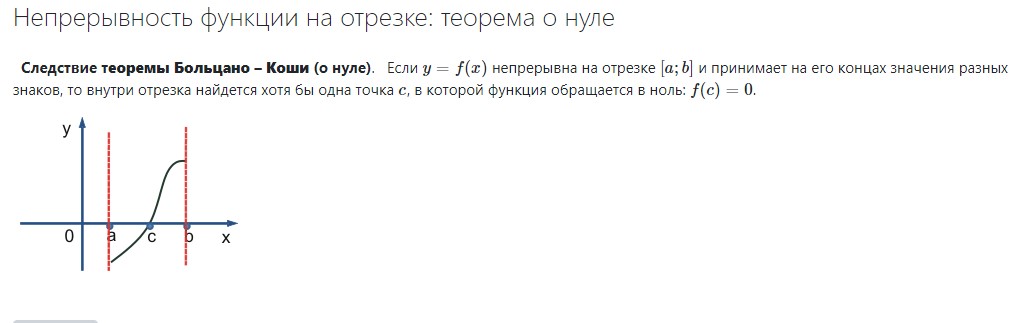 Непрерывность функции на отрезке: теорема о нуле
Следствие теоремы Больцано – Коши (о нуле). Если y = f(x) непрерывна на отрезке [a; b] и принимает на его концах значения разных
знаков, то внутри отрезка найдется хотя бы одна точка c, в которой функция обращается в ноль: f(c) = 0.
y
0 a c b x